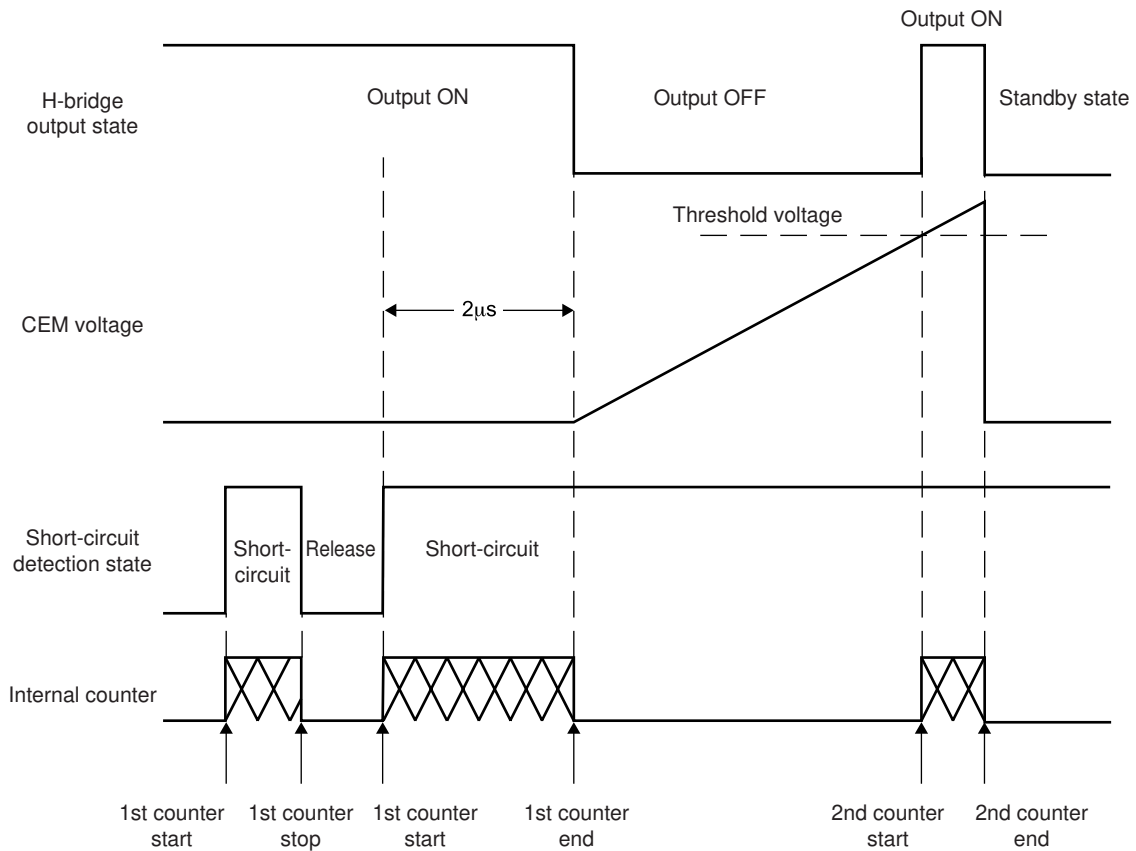 Output ON
H-bridge
output state
Output ON
Output OFF
Standby state
Threshold voltage
CEM voltage
2μs
Short-circuit
detection state
Short-
circuit
Release
Short-circuit
Internal counter
1st counter
start
1st counter
stop
1st counter
start
1st counter
end
2nd counter
start
2nd counter
end